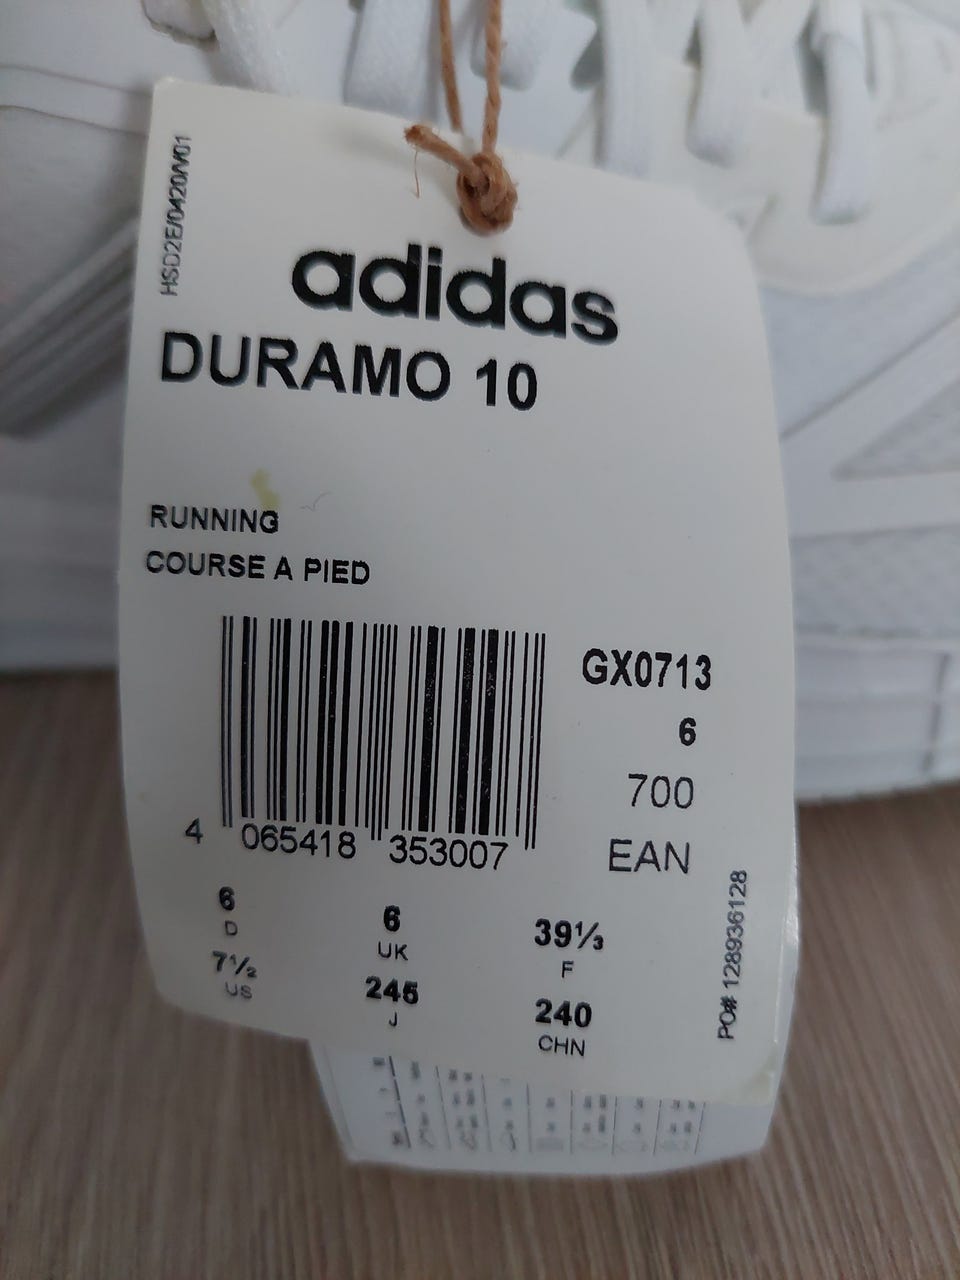 HSD2E/0420/V/01
adidas
DURAMO 10
RUNNING
COURSE A PIED
GX0713
6
700
EAN
4 065418 353007
6 D
6 UK
39⅓ F
7½ US
245 J
240 CHN
PO# 128936128